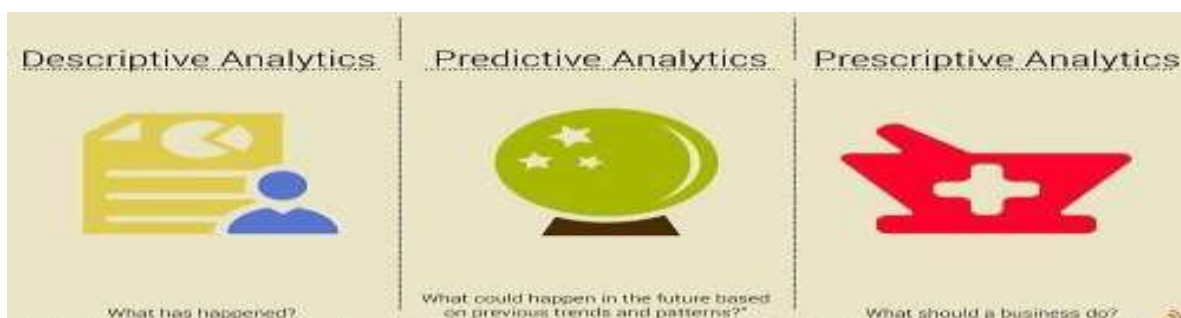 Descriptive Analytics
Predictive Analytics
Prescriptive Analytics
What has happened?
What could happen in the future based
on previous trends and patterns?"
What should a business do?